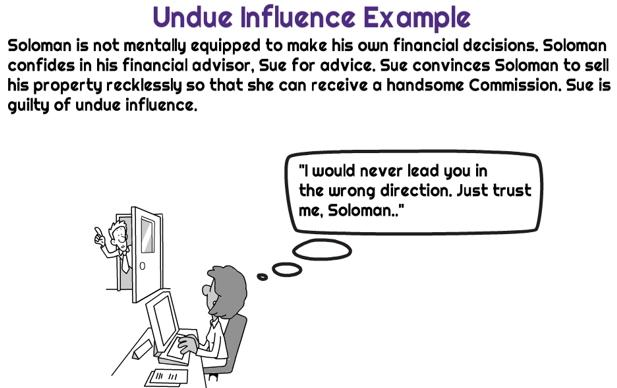 Undue Influence Example
Soloman is not mentally equipped to make his own financial decisions. Soloman
confides in his financial advisor, Sue for advice. Sue convinces Soloman to sell
his property recklessly so that she can receive a handsome Commission. Sue is
guilty of undue influence.
"I would never lead you in
the wrong direction. Just trust
me, Soloman.."